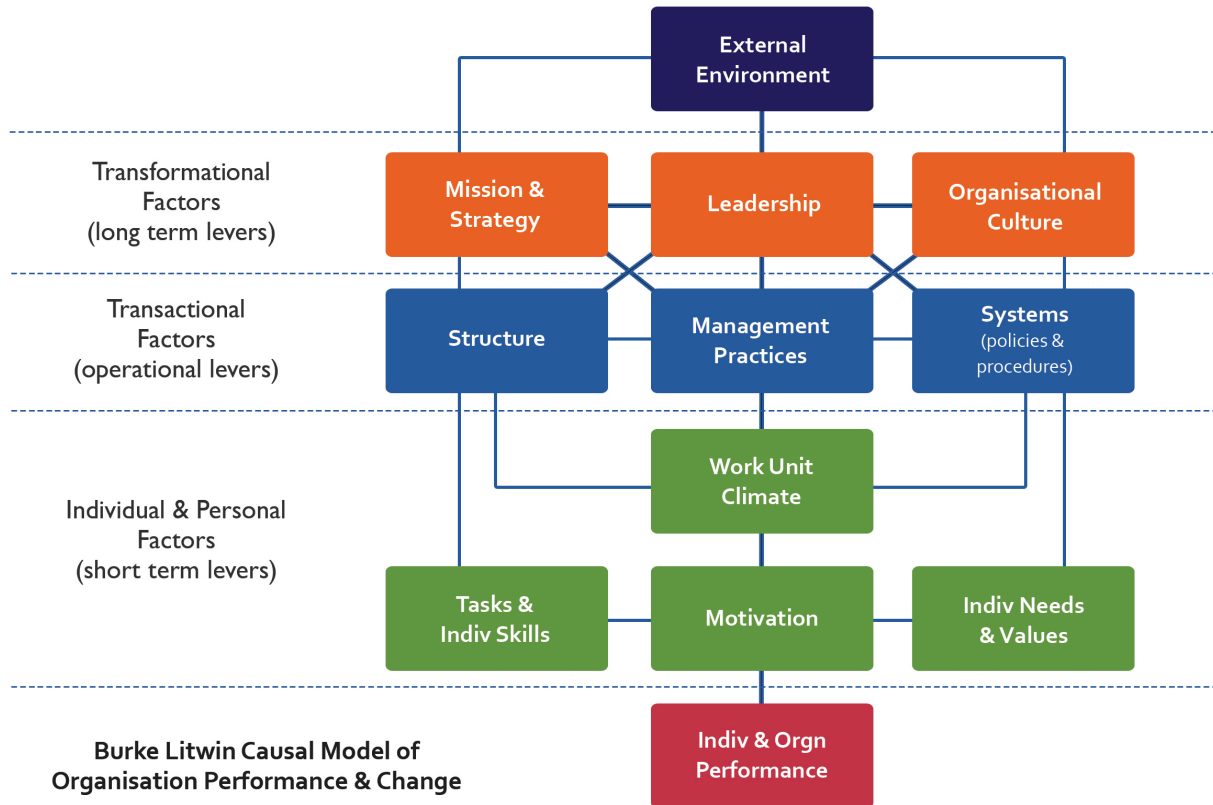 External
Environment
Transformational
Factors
(long term levers)
Mission &
Strategy
Leadership
Organisational
Culture
Transactional
Factors
(operational levers)
Structure
Management
Practices
Systems
(policies &
procedures)
Individual & Personal
Factors
(short term levers)
Work Unit
Climate
Tasks &
Indiv Skills
Motivation
Indiv Needs
& Values
Burke Litwin Causal Model of
Organisation Performance & Change
Indiv & Orgn
Performance